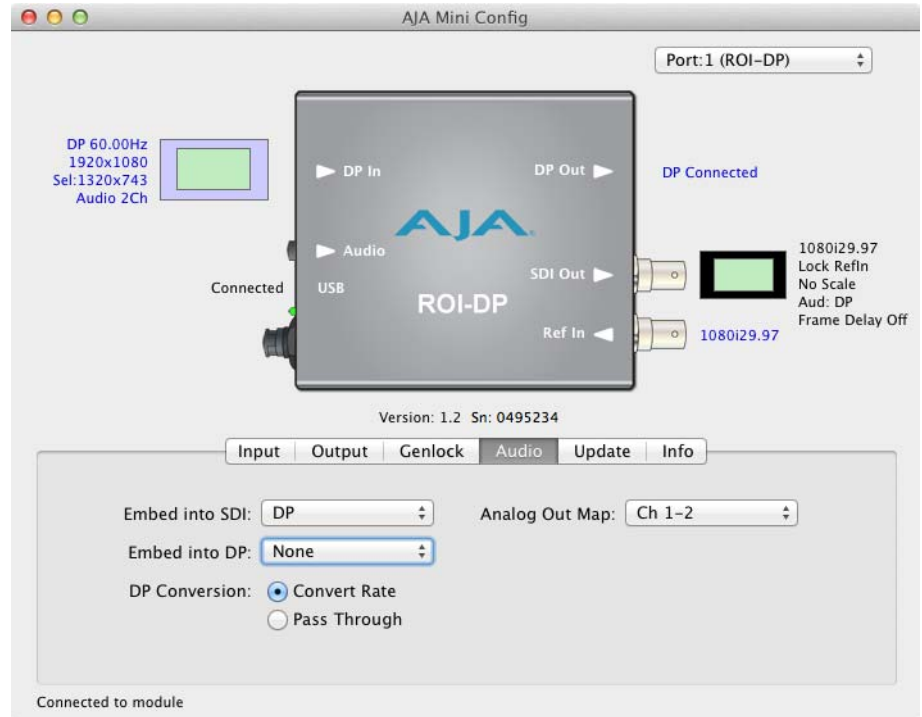 AJA Mini Config
Port:1 (ROI-DP)
DP 60.00Hz
1920x1080
Sel:1320x743
Audio 2Ch
DP In
DP Out
DP Connected
AJA
Audio
Connected
USB
SDI Out
ROI-DP
1080i29.97
Lock RefIn
No Scale
Aud: DP
Frame Delay Off
Ref In
1080i29.97
Version: 1.2 Sn: 0495234
Input Output Genlock Audio Update Info
Embed into SDI: DP
Analog Out Map: Ch 1-2
Embed into DP: None
DP Conversion: Convert Rate
Pass Through
Connected to module